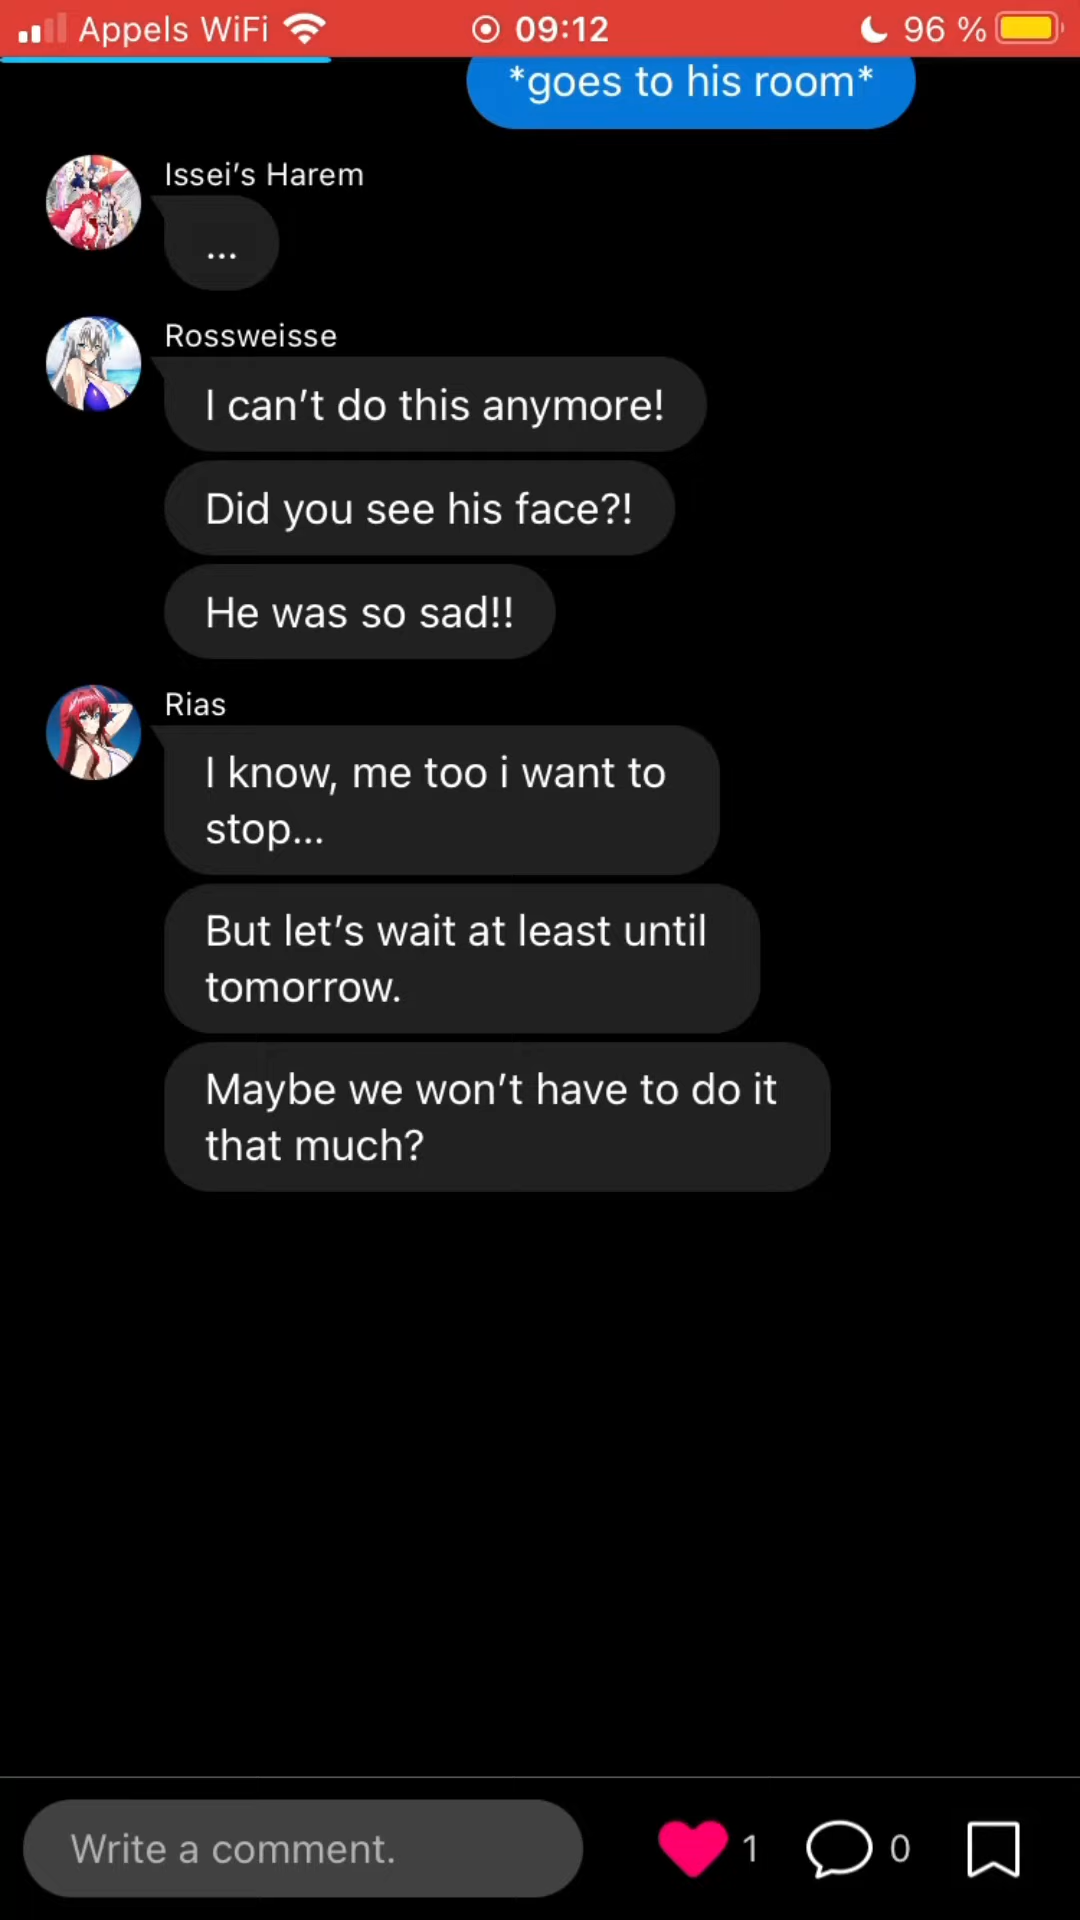 Appels WiFi 09:12 96 %
*goes to his room*
Issei’s Harem
...
Rossweisse
I can’t do this anymore!
Did you see his face?!
He was so sad!!
Rias
I know, me too i want to
stop...
But let’s wait at least until
tomorrow.
Maybe we won’t have to do it
that much?
Write a comment. 1 0